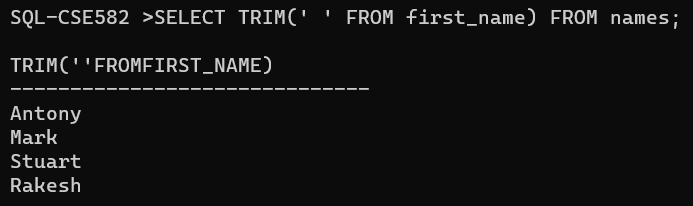 SQL-CSE582 >SELECT TRIM(' ' FROM first_name) FROM names;
TRIM(''FROMFIRST_NAME)
------------------------------
Antony
Mark
Stuart
Rakesh